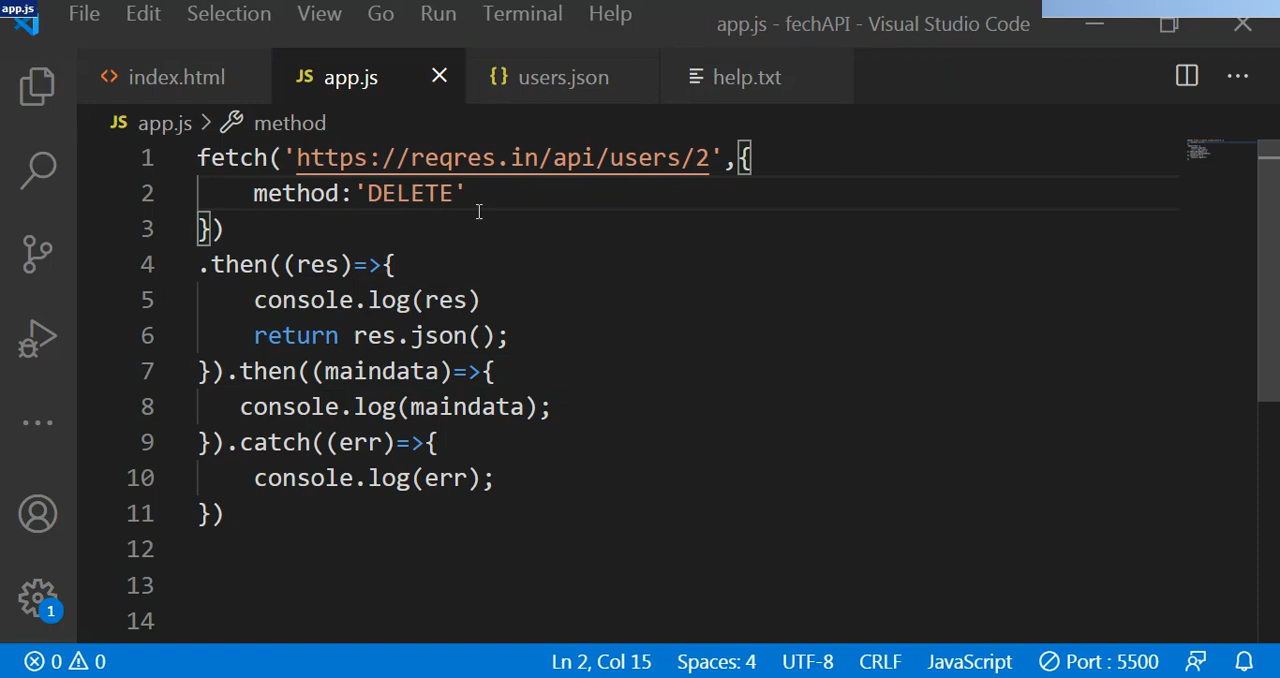 app.js
File Edit Selection View Go Run Terminal Help app.js - fechAPI - Visual Studio Code
<> index.html JS app.js {} users.json help.txt
JS app.js > method
1 fetch('https://reqres.in/api/users/2',{
2 method:'DELETE'
3 })
4 .then((res)=>{
5 console.log(res)
6 return res.json();
7 }).then((maindata)=>{
8 console.log(maindata);
9 }).catch((err)=>{
10 console.log(err);
11 })
12
13
14
1
0 0 Ln 2, Col 15 Spaces: 4 UTF-8 CRLF JavaScript Port : 5500